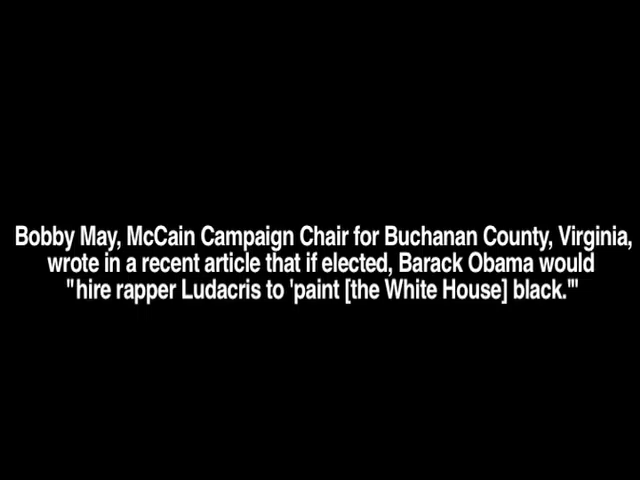 Bobby May, McCain Campaign Chair for Buchanan County, Virginia,
wrote in a recent article that if elected, Barack Obama would
"hire rapper Ludacris to 'paint [the White House] black.'"